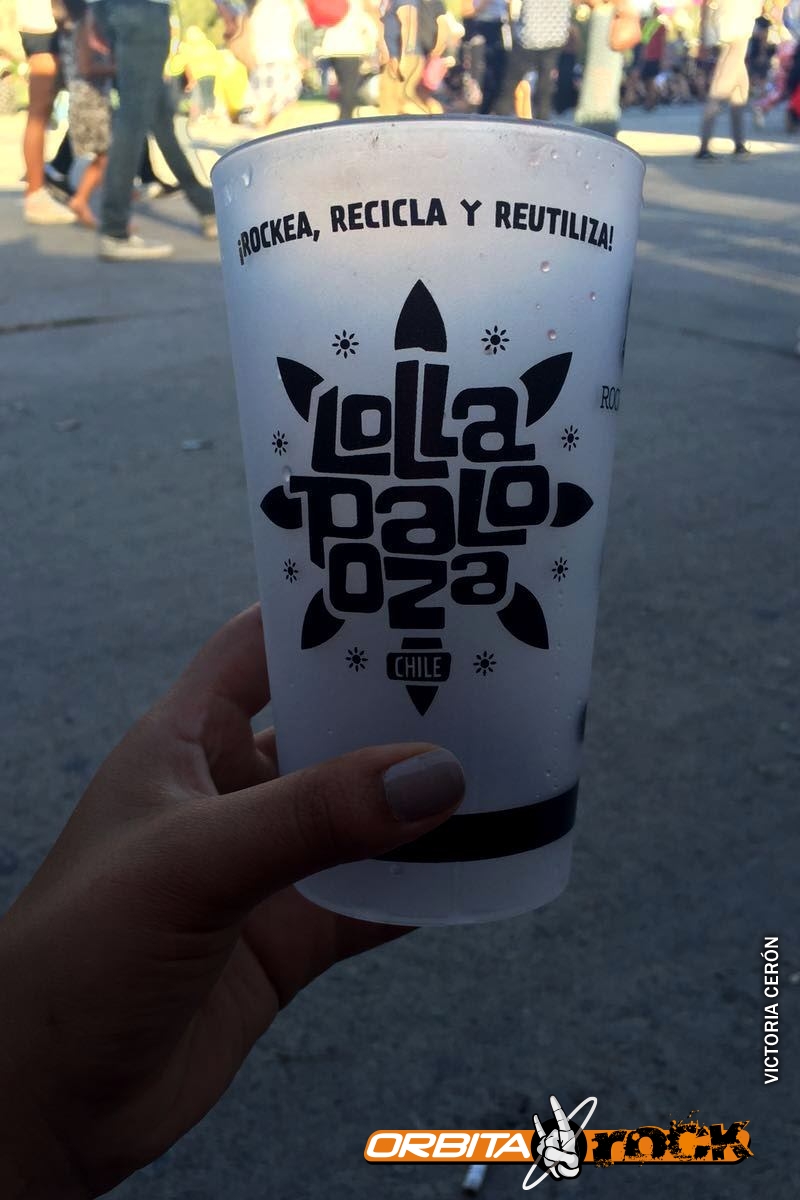 ¡ROCKEA, RECICLA Y REUTILIZA!
LOLLA
PALO
OZA
CHILE
VICTORIA CERÓN
ORBITA rock